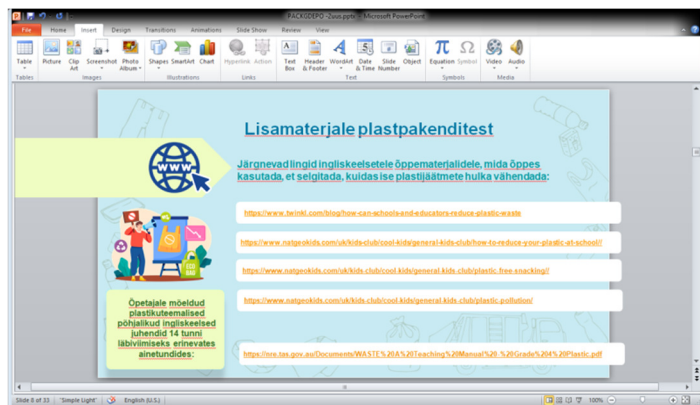 PACKGDEPO -2uus.pptx - Microsoft PowerPoint
File Home Insert Design Transitions Animations Slide Show Review View
Table Picture Clip Art Screenshot Photo Album Shapes SmartArt Chart Hyperlink Action Text Box Header & Footer WordArt Date & Time Slide Number Object Equation Symbol Video Audio
Tables Images Illustrations Links Text Symbols Media
Lisamaterjale plastpakenditest
WWW
Järgnevad lingid ingliskeelsetele õppematerjalidele, mida õppes
kasutada, et selgitada, kuidas ise plastijäätmete hulka vähendada:
https://www.twinkl.com/blog/how-can-schools-and-educators-reduce-plastic-waste
https://www.natgeokids.com/uk/kids-club/cool-kids/general-kids-club/how-to-reduce-your-plastic-at-school//
https://www.natgeokids.com/uk/kids-club/cool-kids/general-kids-club/plastic-free-snacking//
https://www.natgeokids.com/uk/kids-club/cool-kids/general-kids-club/plastic-pollution/
ECO BAG
Õpetajale mõeldud
plastikuteemalised
põhjalikud ingliskeelsed
juhendid 14 tunni
läbiviimiseks erinevates
ainetundides:
https://nre.tas.gov.au/Documents/WASTE%20A%20Teaching%20Manual%20-%20Grade%204%20Plastic.pdf
Slide 8 of 33 "Simple Light" English (U.S.) 100%